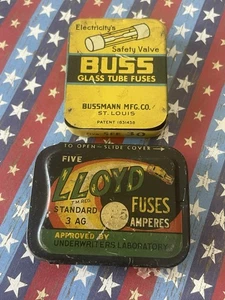 Electricity's
Safety Valve
BUSS
GLASS TUBE FUSES
BUSSMANN MFG. CO.
ST. LOUIS
PATENT 1031436
TO OPEN - SLIDE COVER
FIVE
LLOYD
FUSES
STANDARD
3 AG
AMPERES
APPROVED BY
UNDERWRITERS LABORATORY